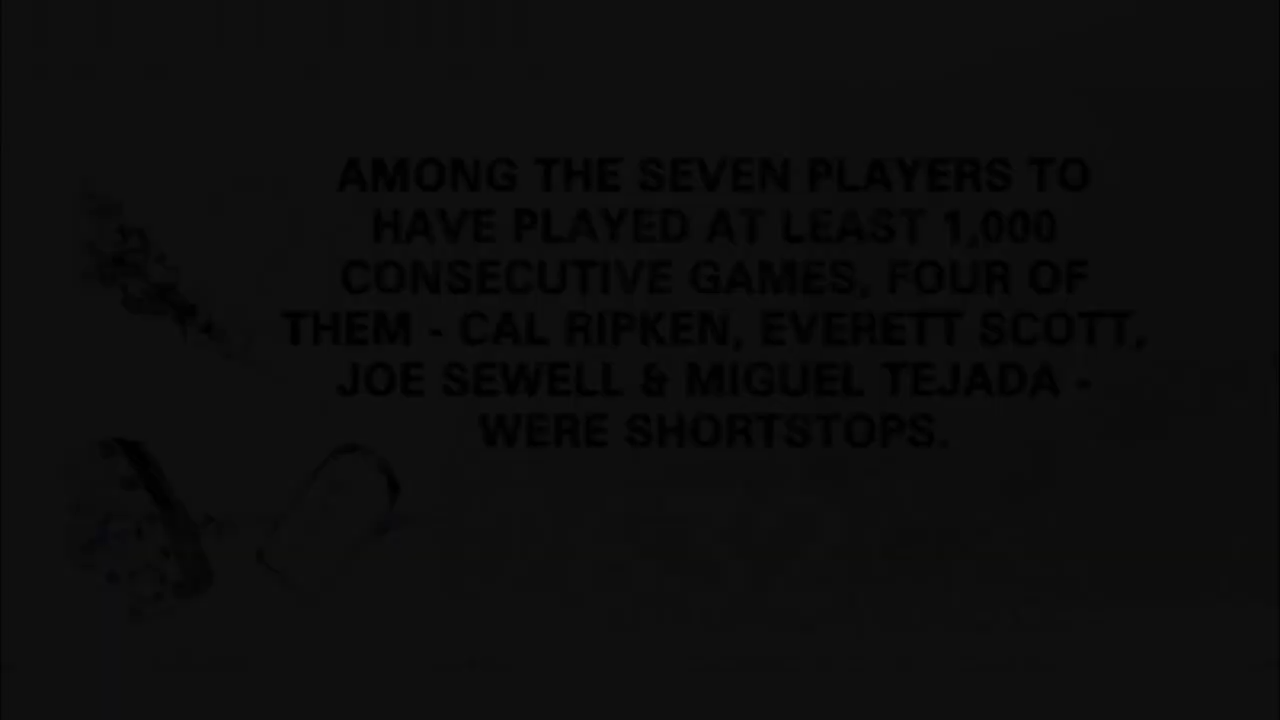 AMONG THE SEVEN PLAYERS TO
HAVE PLAYED AT LEAST 1,000
CONSECUTIVE GAMES, FOUR OF
THEM - CAL RIPKEN, EVERETT SCOTT,
JOE SEWELL & MIGUEL TEJADA -
WERE SHORTSTOPS.